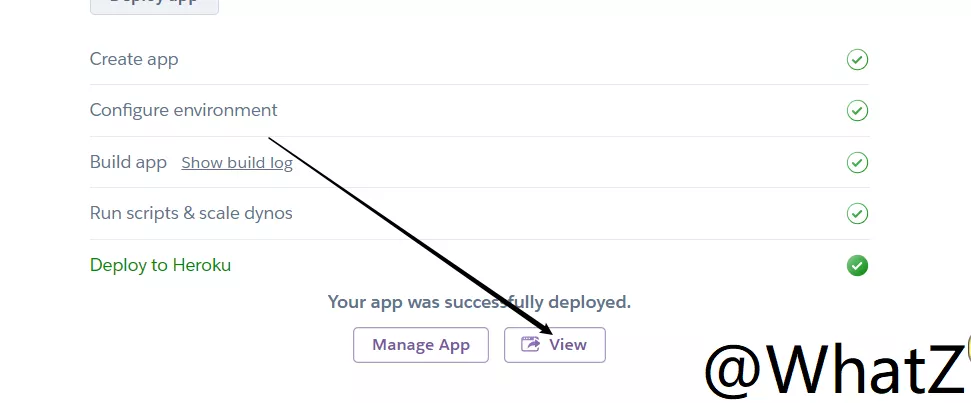 Deploy app
Create app
Configure environment
Build app Show build log
Run scripts & scale dynos
Deploy to Heroku
Your app was successfully deployed.
Manage App View
@WhatZ